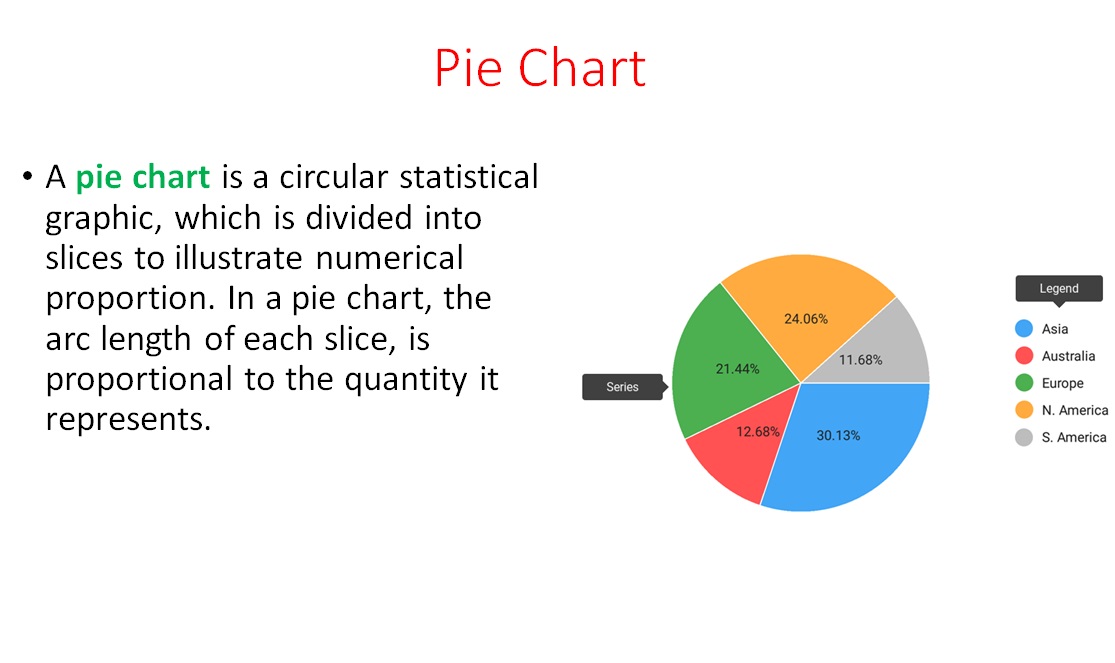 Pie Chart
• A pie chart is a circular statistical
graphic, which is divided into
slices to illustrate numerical
proportion. In a pie chart, the
arc length of each slice, is
proportional to the quantity it
represents.
Series
24.06%
11.68%
21.44%
12.68%
30.13%
Legend
Asia
Australia
Europe
N. America
S. America